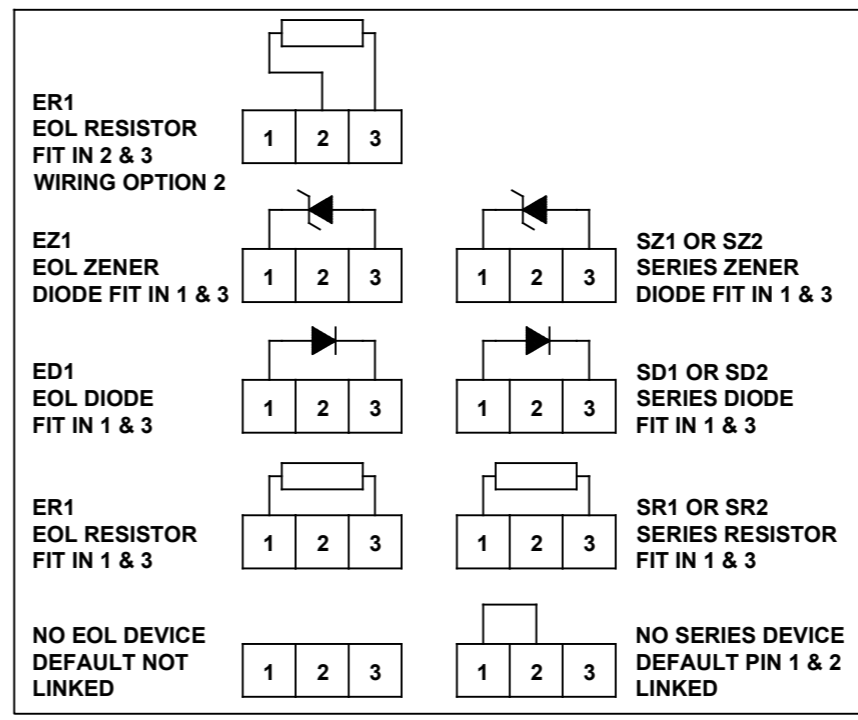 ER1
EOL RESISTOR
FIT IN 2 & 3
WIRING OPTION 2
1 2 3
EZ1
EOL ZENER
DIODE FIT IN 1 & 3
1 2 3
1 2 3
SZ1 OR SZ2
SERIES ZENER
DIODE FIT IN 1 & 3
ED1
EOL DIODE
FIT IN 1 & 3
1 2 3
1 2 3
SD1 OR SD2
SERIES DIODE
FIT IN 1 & 3
ER1
EOL RESISTOR
FIT IN 1 & 3
1 2 3
1 2 3
SR1 OR SR2
SERIES RESISTOR
FIT IN 1 & 3
NO EOL DEVICE
DEFAULT NOT
LINKED
1 2 3
1 2 3
NO SERIES DEVICE
DEFAULT PIN 1 & 2
LINKED